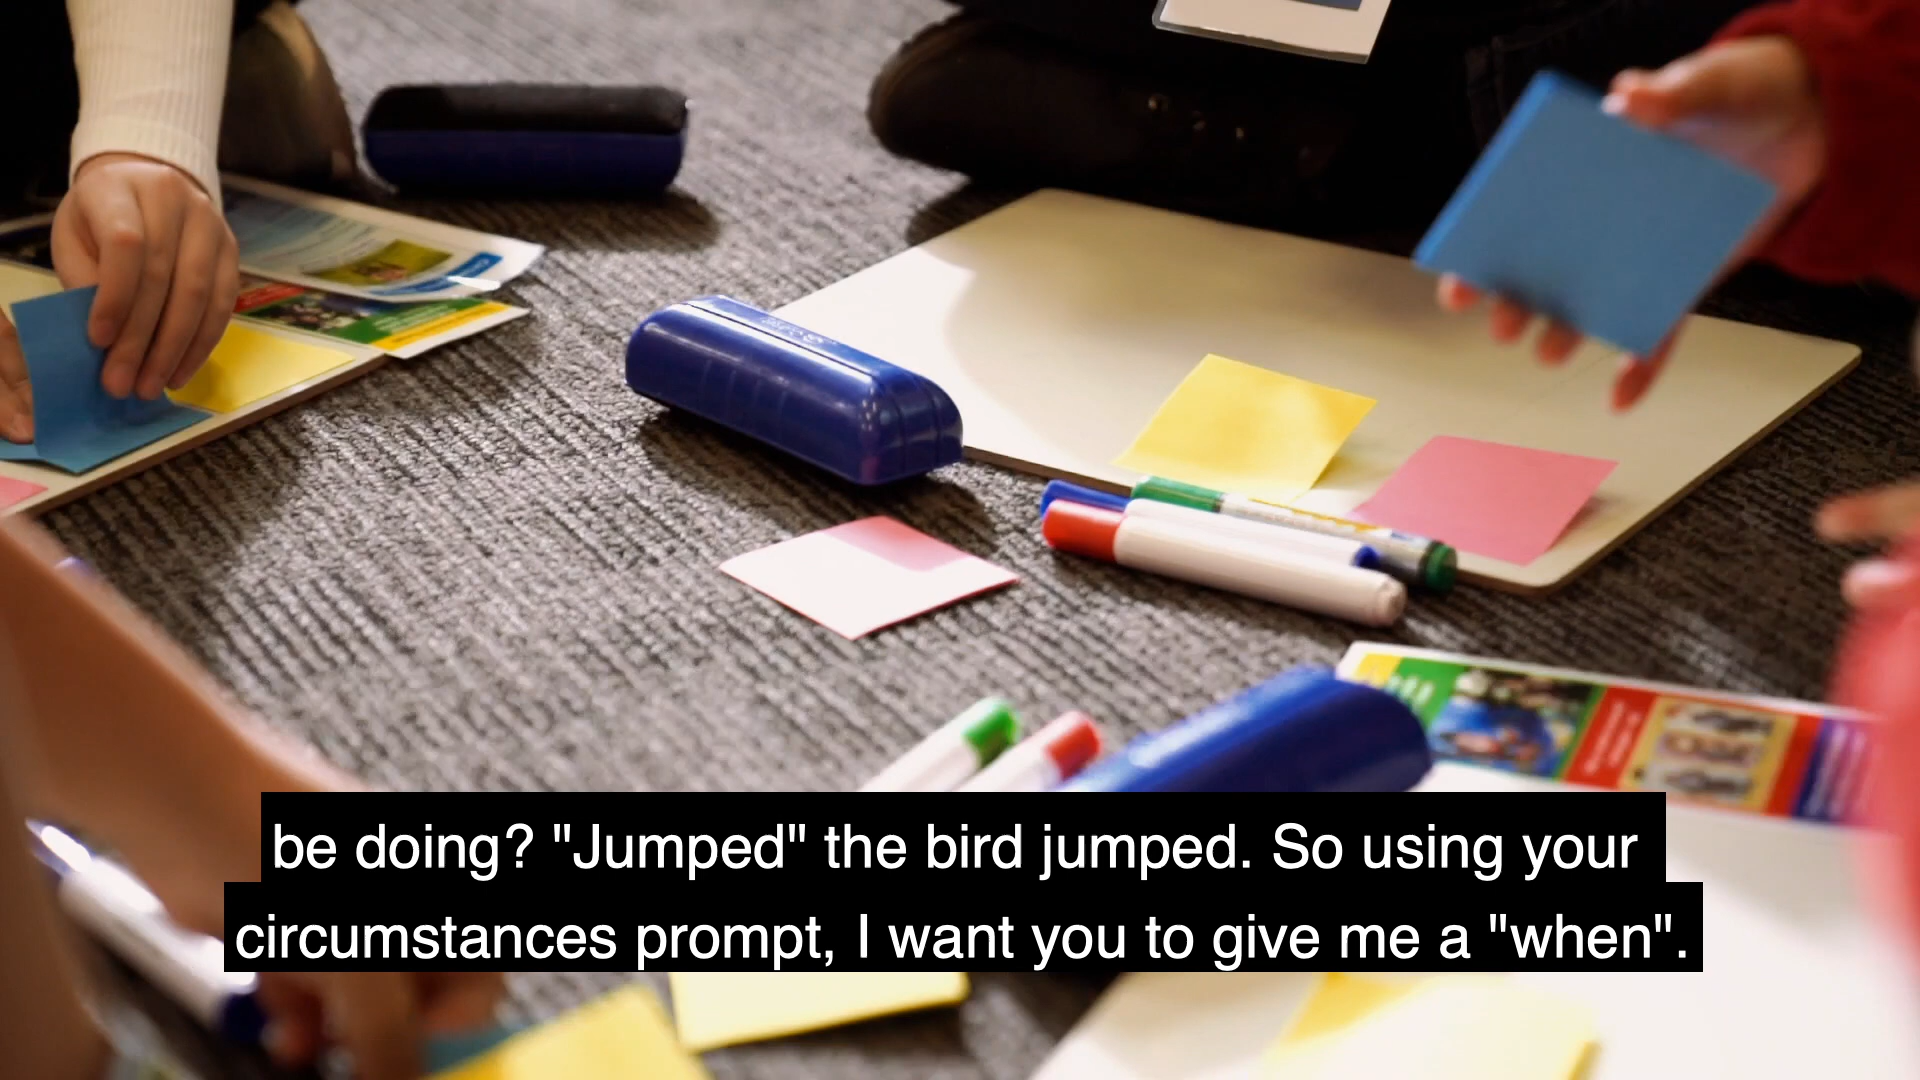 be doing? "Jumped" the bird jumped. So using your
circumstances prompt, I want you to give me a "when".